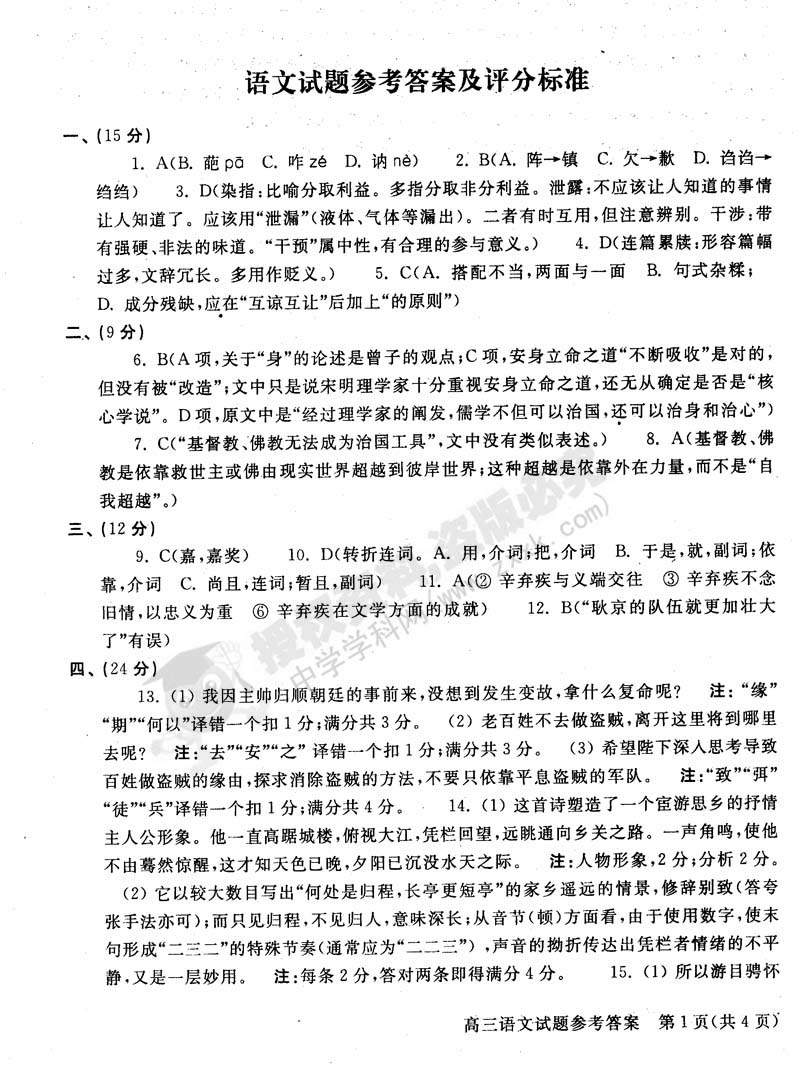 语文试题参考答案及评分标准
一、(15分)
1. A(B. 葩pā C. 咋zé D. 讷nè) 2. B(A. 阵→镇 C. 欠→歉 D. 诌诌→
绉绉) 3. D(染指:比喻分取利益。多指分取非分利益。泄露:不应该让人知道的事情
让人知道了。应该用“泄漏”(液体、气体等漏出)。二者有时互用,但注意辨别。干涉:带
有强硬、非法的味道。“干预”属中性,有合理的参与意义。) 4. D(连篇累牍:形容篇幅
过多,文辞冗长。多用作贬义。) 5. C(A. 搭配不当,两面与一面 B. 句式杂糅;
D. 成分残缺,应在“互谅互让”后加上“的原则”)
二、(9分)
6. B(A项,关于“身”的论述是曾子的观点;C项,安身立命之道“不断吸收”是对的,
但没有被“改造”;文中只是说宋明理学家十分重视安身立命之道,还无从确定是否是“核
心学说”。D项,原文中是“经过理学家的阐发,儒学不但可以治国,还可以治身和治心”)
7. C(“基督教、佛教无法成为治国工具”,文中没有类似表述。) 8. A(基督教、佛
教是依靠救世主或佛由现实世界超越到彼岸世界;这种超越是依靠外在力量,而不是“自
我超越”。)
三、(12分)
9. C(嘉,嘉奖) 10. D(转折连词。A. 用,介词;把,介词 B. 于是,就,副词;依
靠,介词 C. 尚且,连词;暂且,副词) 11. A(② 辛弃疾与义端交往 ③ 辛弃疾不念
旧情,以忠义为重 ⑥ 辛弃疾在文学方面的成就) 12. B(“耿京的队伍就更加壮大
了”有误)
四、(24分)
13. (1) 我因主帅归顺朝廷的事前来,没想到发生变故,拿什么复命呢? 注:“缘”
“期”“何以”译错一个扣1分;满分共3分。 (2) 老百姓不去做盗贼,离开这里将到哪里
去呢? 注:“去”“安”“之”译错一个扣1分;满分共3分。 (3) 希望陛下深入思考导致
百姓做盗贼的缘由,探求消除盗贼的方法,不要只依靠平息盗贼的军队。 注:“致”“弭”
“徒”“兵”译错一个扣1分;满分共4分。 14. (1) 这首诗塑造了一个宦游思乡的抒情
主人公形象。他一直高踞城楼,俯视大江,凭栏回望,远眺通向乡关之路。一声角鸣,使他
不由蓦然惊醒,这才知天色已晚,夕阳已沉没水天之际。 注:人物形象,2分;分析2分。
(2) 它以较大数目写出“何处是归程,长亭更短亭”的家乡遥远的情景,修辞别致(答夸
张手法亦可);而只见归程,不见归人,意味深长;从音节(顿)方面看,由于使用数字,使末
句形成“二三二”的特殊节奏(通常应为“二二三”),声音的拗折传达出凭栏者情绪的不平
静,又是一层妙用。 注:每条2分,答对两条即得满分4分。 15. (1) 所以游目骋怀
高三语文试题参考答案 第1页(共4页)
授权资料,盗版必究
中学学科网/www.zxxk.com